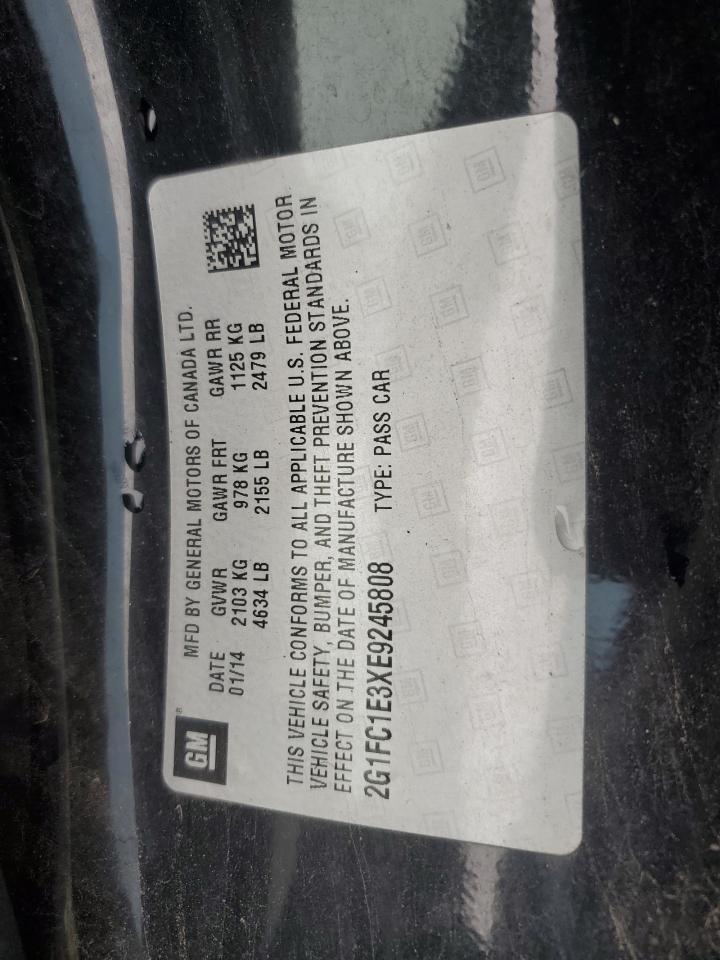 GM®
MFD BY GENERAL MOTORS OF CANADA LTD.
DATE GVWR GAWR FRT GAWR RR
01/14 2103 KG 978 KG 1125 KG
4634 LB 2155 LB 2479 LB
THIS VEHICLE CONFORMS TO ALL APPLICABLE U.S. FEDERAL MOTOR
VEHICLE SAFETY, BUMPER, AND THEFT PREVENTION STANDARDS IN
EFFECT ON THE DATE OF MANUFACTURE SHOWN ABOVE.
2G1FC1E3XE9245808 TYPE: PASS CAR